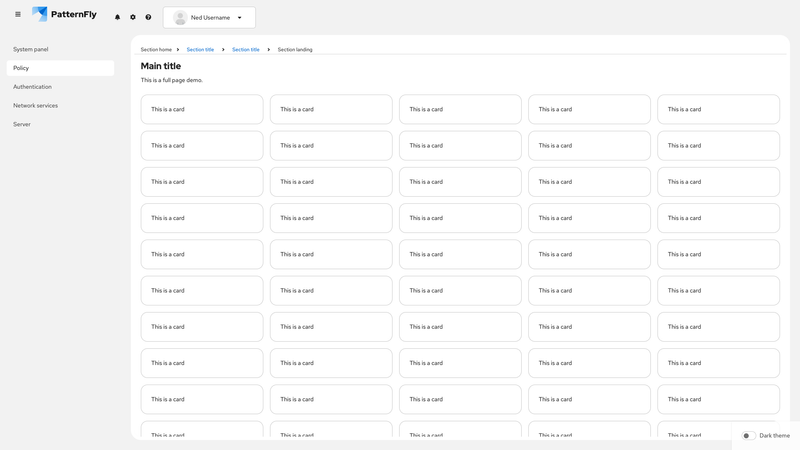 PatternFly
Ned Username
System panel
Policy
Authentication
Network services
Server
Section home Section title Section title Section landing
Main title
This is a full page demo.
This is a card This is a card This is a card This is a card This is a card
This is a card This is a card This is a card This is a card This is a card
This is a card This is a card This is a card This is a card This is a card
This is a card This is a card This is a card This is a card This is a card
This is a card This is a card This is a card This is a card This is a card
This is a card This is a card This is a card This is a card This is a card
This is a card This is a card This is a card This is a card This is a card
This is a card This is a card This is a card This is a card This is a card
This is a card This is a card This is a card This is a card This is a card
This is a card This is a card This is a card This is a card This is a card
Dark theme